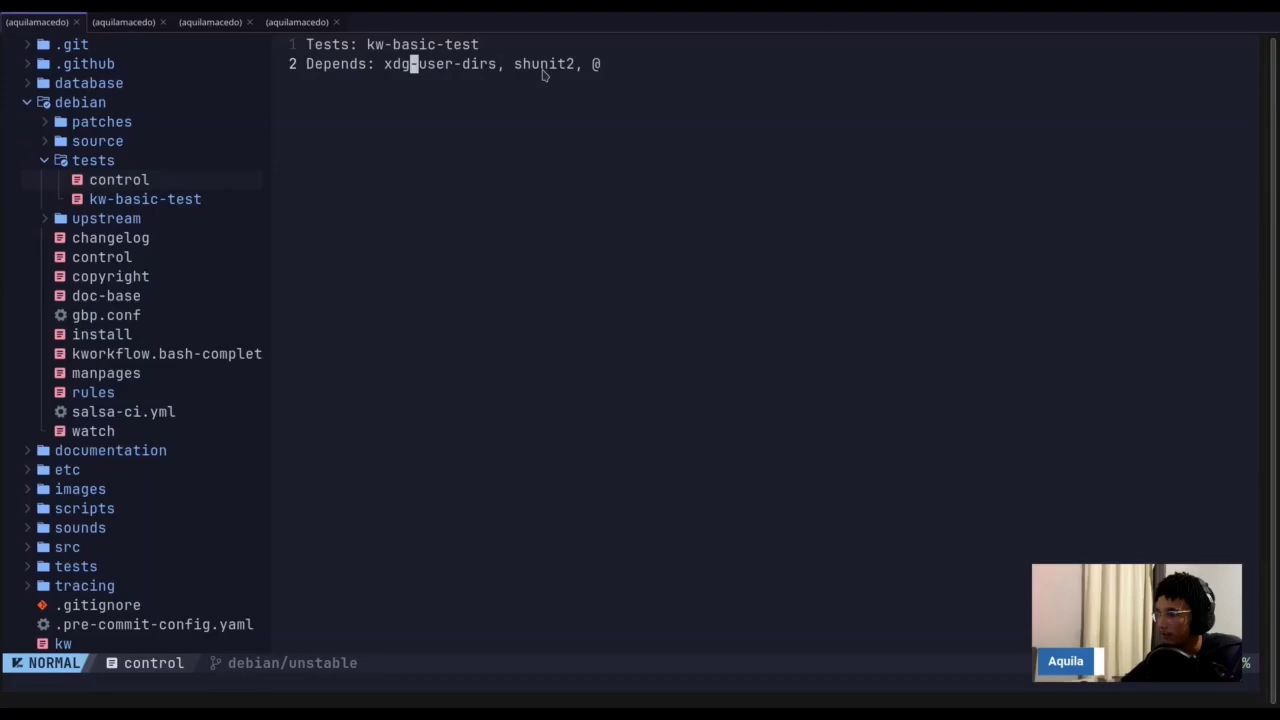 (aquilamacedo) × (aquilamacedo) × (aquilamacedo) × (aquilamacedo) ×
.git
.github
database
debian
patches
source
tests
control
kw-basic-test
upstream
changelog
control
copyright
doc-base
gbp.conf
install
kworkflow.bash-complet
manpages
rules
salsa-ci.yml
watch
documentation
etc
images
scripts
sounds
src
tests
tracing
.gitignore
.pre-commit-config.yaml
kw
1 Tests: kw-basic-test
2 Depends: xdg-user-dirs, shunit2, @
NORMAL control debian/unstable %
Aquila